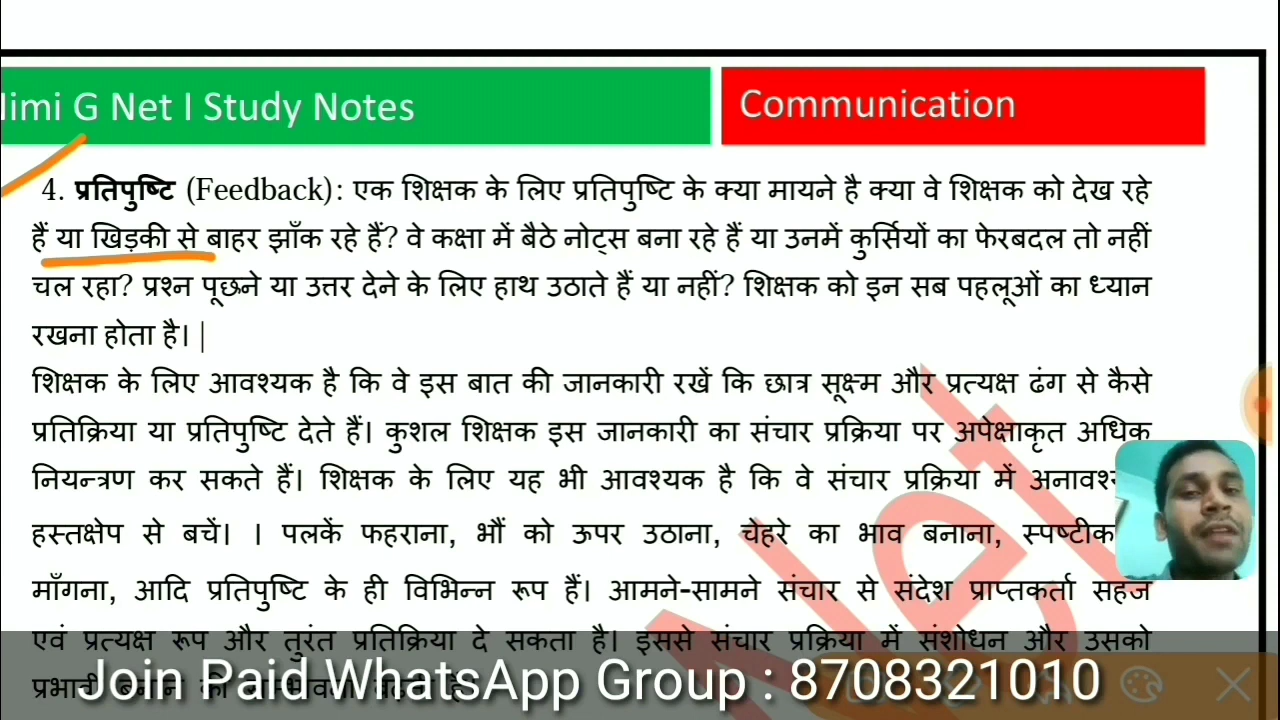 imi G Net I Study Notes
Communication
4. प्रतिपुष्टि (Feedback): एक शिक्षक के लिए प्रतिपुष्टि के क्या मायने है क्या वे शिक्षक को देख रहे
हैं या खिड़की से बाहर झाँक रहे हैं? वे कक्षा में बैठे नोट्स बना रहे हैं या उनमें कुर्सियों का फेरबदल तो नहीं
चल रहा? प्रश्न पूछने या उत्तर देने के लिए हाथ उठाते हैं या नहीं? शिक्षक को इन सब पहलूओं का ध्यान
रखना होता है। |
शिक्षक के लिए आवश्यक है कि वे इस बात की जानकारी रखें कि छात्र सूक्ष्म और प्रत्यक्ष ढंग से कैसे
प्रतिक्रिया या प्रतिपुष्टि देते हैं। कुशल शिक्षक इस जानकारी का संचार प्रक्रिया पर अपेक्षाकृत अधिक
नियन्त्रण कर सकते हैं। शिक्षक के लिए यह भी आवश्यक है कि वे संचार प्रक्रिया में
हस्तक्षेप से बचें। । पलकें फहराना, भौं को ऊपर उठाना, चेहरे का भाव बनाना,
माँगना, आदि प्रतिपुष्टि के ही विभिन्न रूप हैं। आमने-सामने संचार से संदेश प्राप्तकर्ता सहज
एवं प्रत्यक्ष रूप और तुरंत प्रतिक्रिया दे सकता है। इससे संचार प्रक्रिया में संशोधन और उसको
Join Paid WhatsApp Group : 8708321010
Net